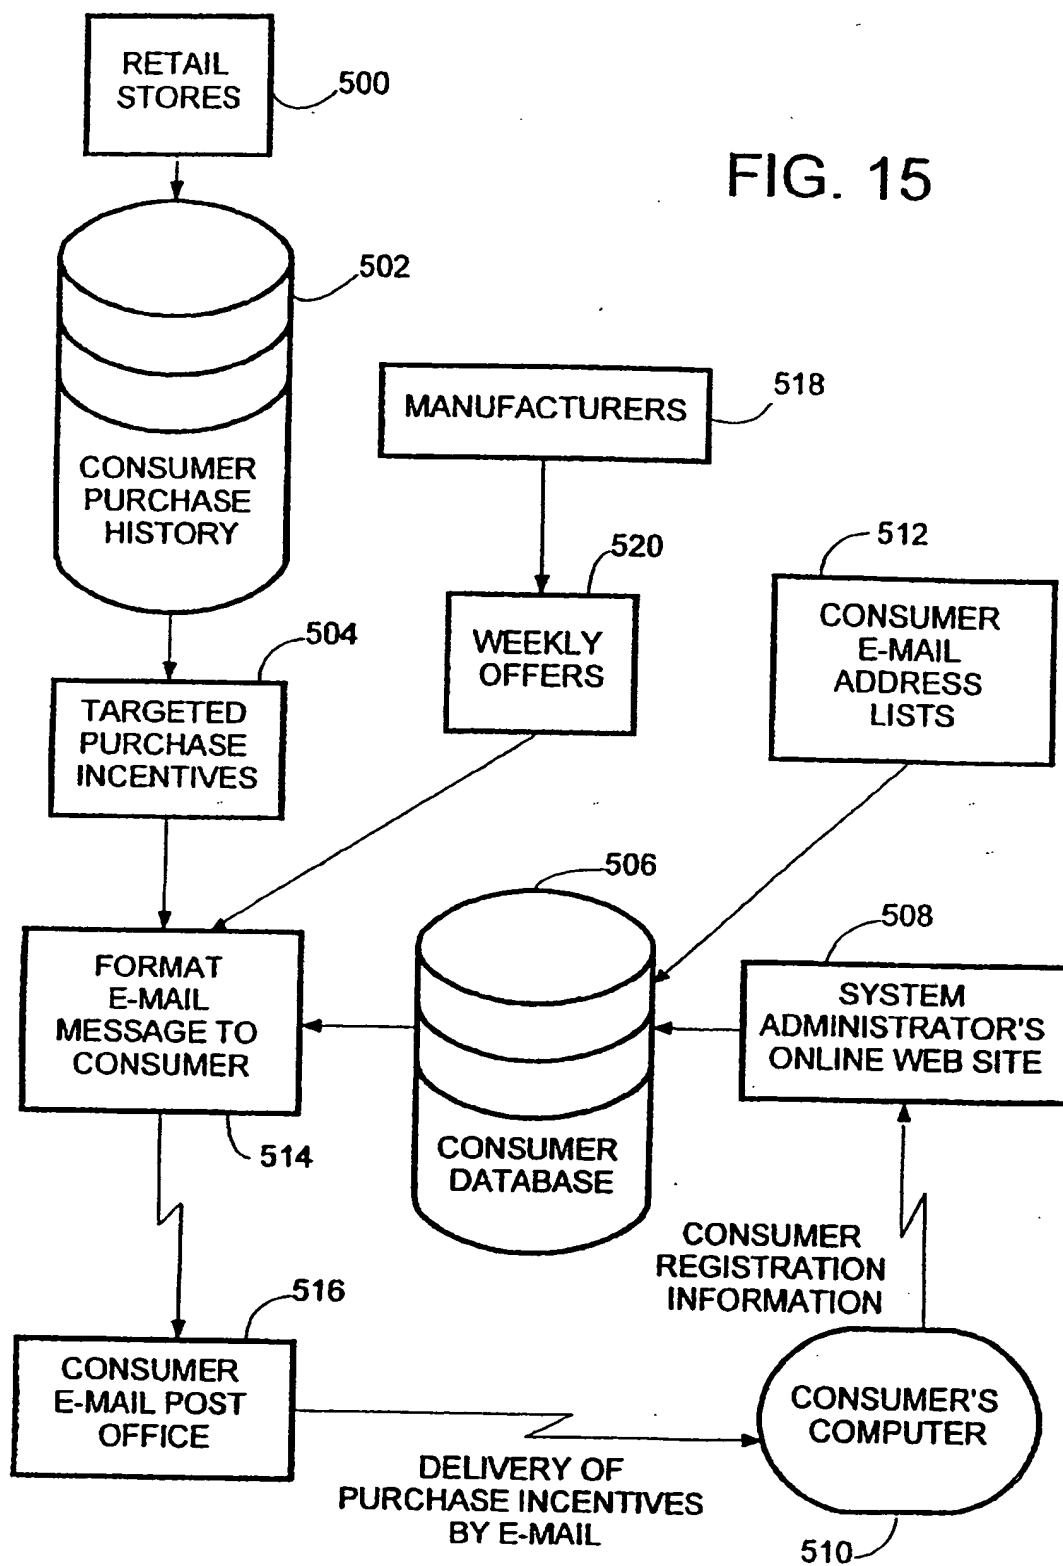 RETAIL
STORES
500
FIG. 15
502
CONSUMER
PURCHASE
HISTORY
MANUFACTURERS
518
520
WEEKLY
OFFERS
512
CONSUMER
E-MAIL
ADDRESS
LISTS
504
TARGETED
PURCHASE
INCENTIVES
506
CONSUMER
DATABASE
508
SYSTEM
ADMINISTRATOR'S
ONLINE WEB SITE
FORMAT
E-MAIL
MESSAGE TO
CONSUMER
514
CONSUMER
REGISTRATION
INFORMATION
516
CONSUMER
E-MAIL POST
OFFICE
DELIVERY OF
PURCHASE INCENTIVES
BY E-MAIL
CONSUMER'S
COMPUTER
510